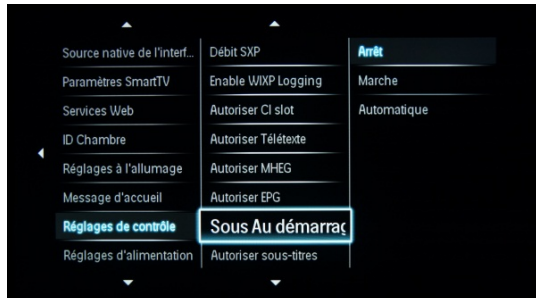 Source native de l'interf...
Paramètres SmartTV
Services Web
ID Chambre
Réglages à l'allumage
Message d'accueil
Réglages de contrôle
Réglages d'alimentation
Débit SXP
Enable WIXP Logging
Autoriser CI slot
Autoriser Télétexte
Autoriser MHEG
Autoriser EPG
Sous Au démarrag
Autoriser sous-titres
Arrêt
Marche
Automatique